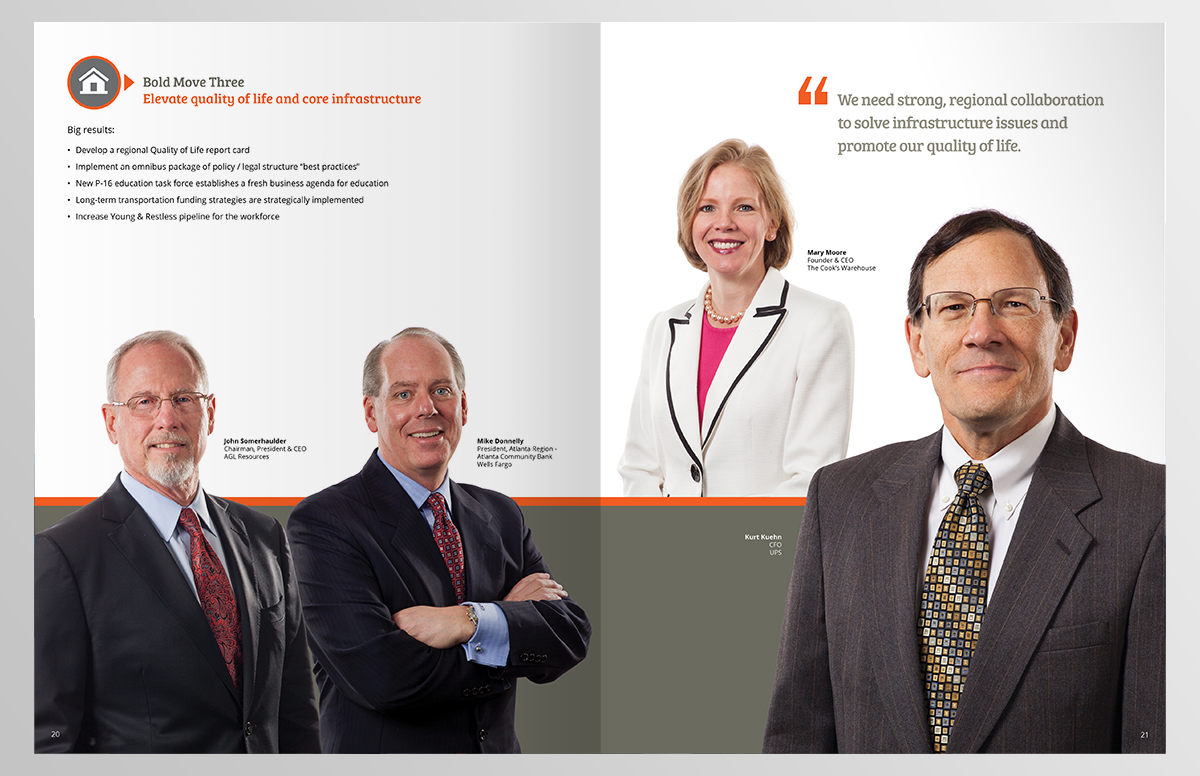 Bold Move Three
Elevate quality of life and core infrastructure
Big results:
• Develop a regional Quality of Life report card
• Implement an omnibus package of policy / legal structure "best practices"
• New P-16 education task force establishes a fresh business agenda for education
• Long-term transportation funding strategies are strategically implemented
• Increase Young & Restless pipeline for the workforce
John Somerhaulder
Chairman, President & CEO
AGL Resources
Mike Donnelly
President, Atlanta Region -
Atlanta Community Bank
Wells Fargo
20
“We need strong, regional collaboration
to solve infrastructure issues and
promote our quality of life.
Mary Moore
Founder & CEO
The Cook's Warehouse
Kurt Kuehn
CFO
UPS
21